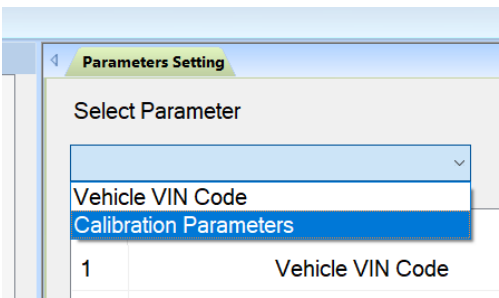 Parameters Setting
Select Parameter
Vehicle VIN Code
Calibration Parameters
1 Vehicle VIN Code